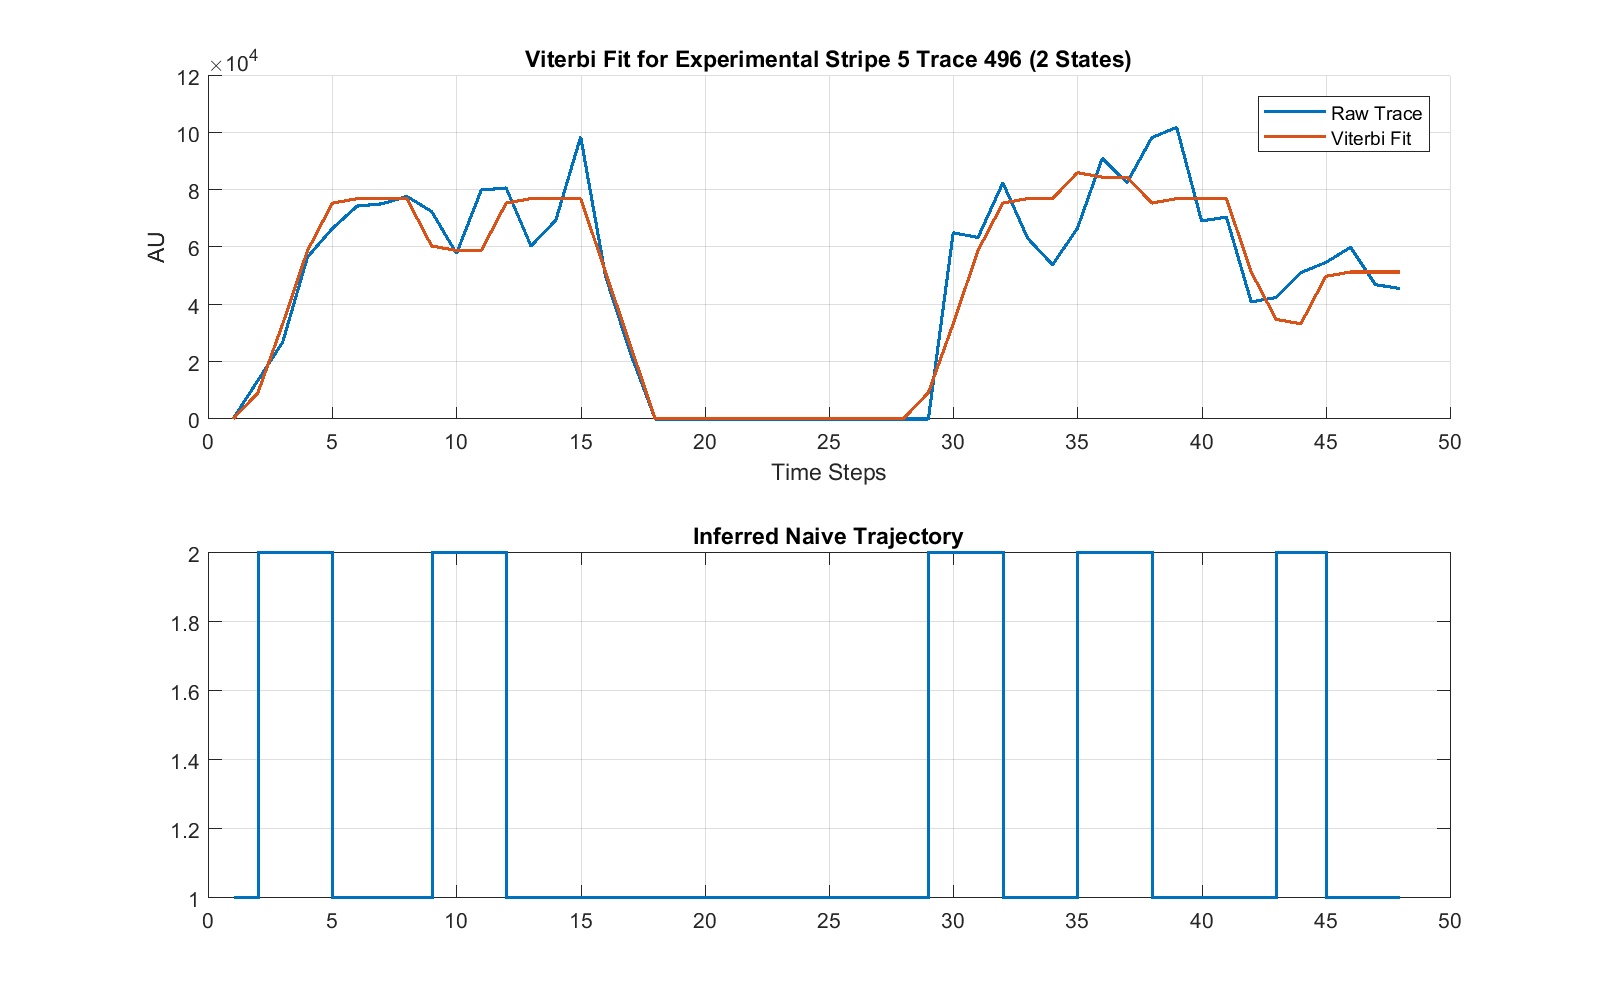 Viterbi Fit for Experimental Stripe 5 Trace 496 (2 States)
×10⁴
12
10
8
6
4
2
0
AU
Raw Trace
Viterbi Fit
0 5 10 15 20 25 30 35 40 45 50
Time Steps
Inferred Naive Trajectory
2
1.8
1.6
1.4
1.2
1
0 5 10 15 20 25 30 35 40 45 50